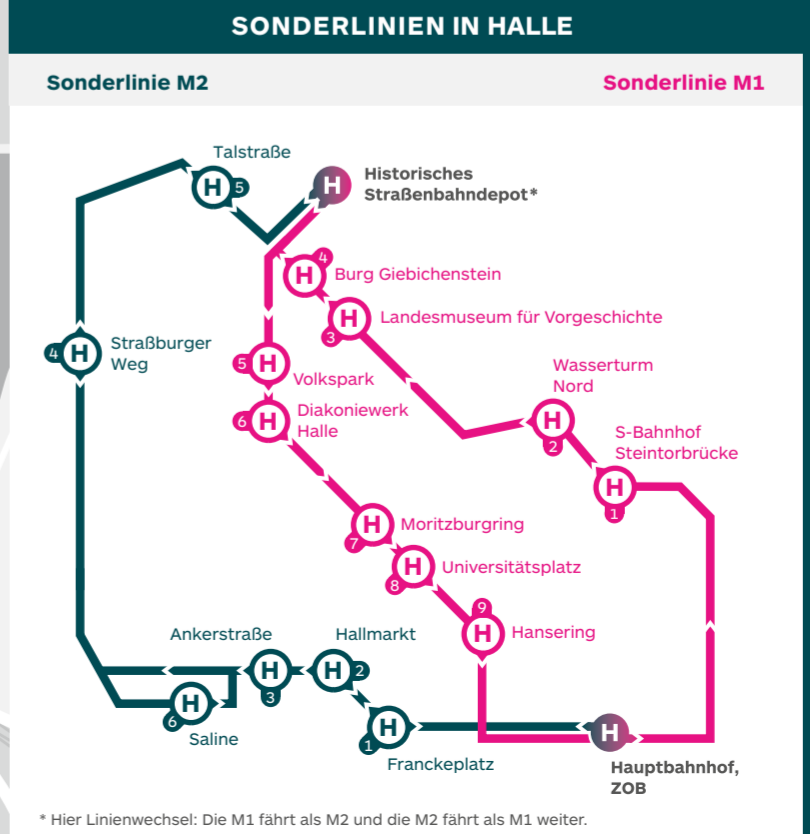 SONDERLINIEN IN HALLE
Sonderlinie M2
Sonderlinie M1
Talstraße
H 5
H
Historisches
Straßenbahndepot*
4
H
Burg Giebichenstein
H
3
Landesmuseum für Vorgeschichte
4 H
Straßburger
Weg
5 H
Volkspark
6 H
Diakoniewerk
Halle
Wasserturm
Nord
H
2
S-Bahnhof
Steintorbrücke
H
1
H
7
Moritzburgring
H
8
Universitätsplatz
9
H
Hansering
Ankerstraße
H
3
Hallmarkt
H 2
H
6
Saline
H
1
Franckeplatz
H
Hauptbahnhof,
ZOB
* Hier Linienwechsel: Die M1 fährt als M2 und die M2 fährt als M1 weiter.